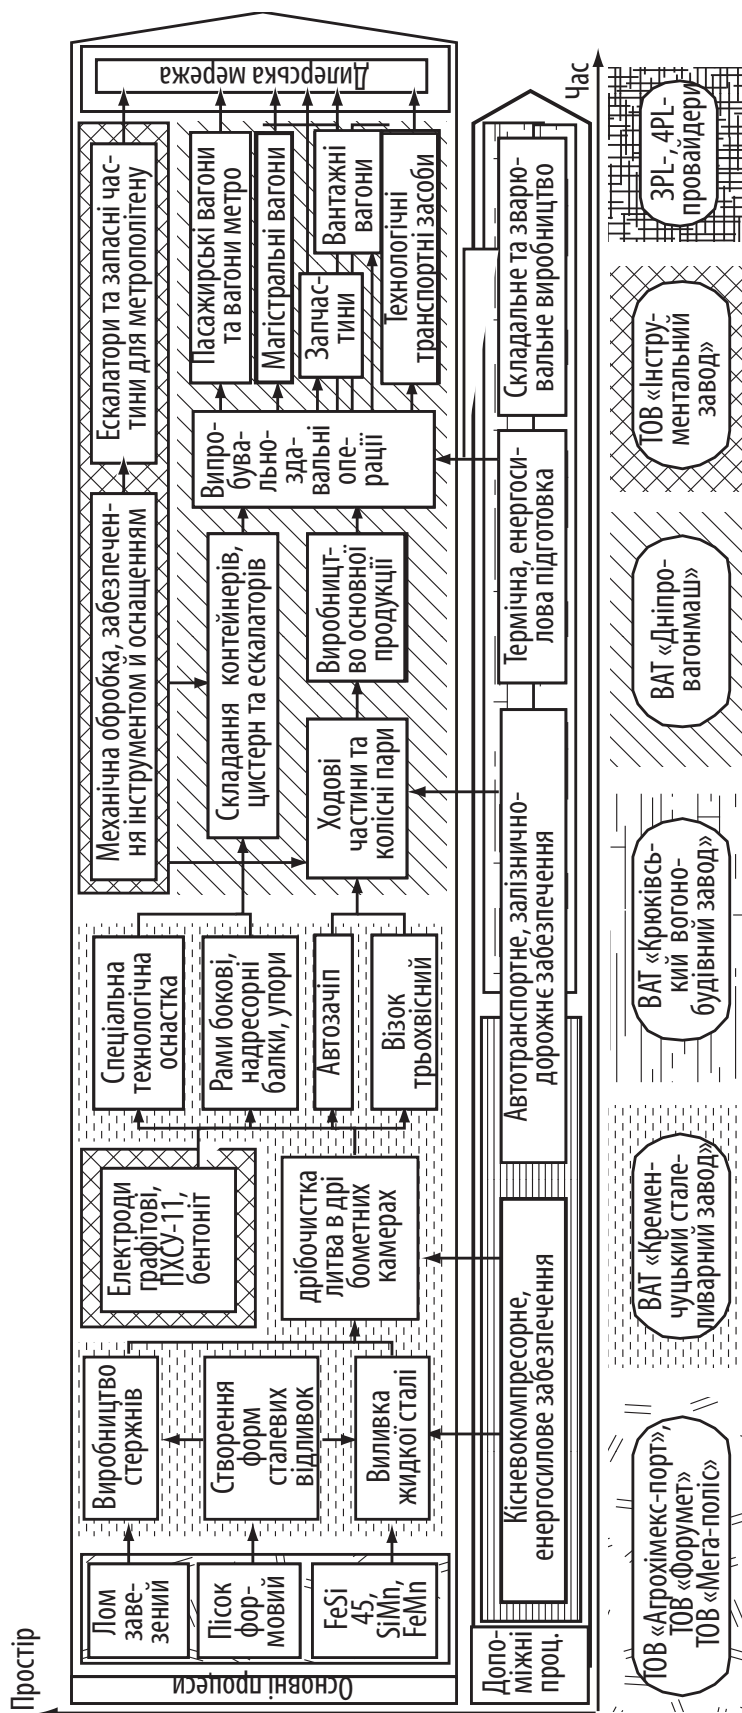 Простір
Основні процеси
Лом
заве-
зений
Пісок
фор-
мовий
FeSi
45,
SiMn,
FeMn
Виробництво
стержнів
Створення
форм
сталевих
відливок
Виливка
жидкої сталі
Електроди
графітові,
ПХСУ-11,
бентоніт
дрібочистка
литва в дрі
бометних
камерах
Спеціальна
технологічна
оснастка
Рами бокові,
надресорні
балки, упори
Автозачіп
Візок
трьохвісний
Механічна обробка, забезпечен-
ня інструментом й оснащенням
Складання контейнерів,
цистерн та ескалаторів
Ходові
частини та
колісні пари
Виробницт-
во основної
продукції
Випро-
бува-
льно-
зда-
вальні
опе-
рації
Ескалатори та запасні час-
тини для метрополітену
Пасажирські вагони
та вагони метро
Магістральні вагони
Запчас-
тини
Вантажні
вагони
Технологічні
транспортні засоби
Дилерська мережа
Допо-
міжні
проц.
Кісневокомпресорне,
енергосилове забезпечення
Автотранспортне, залізнично-
дорожнє забезпечення
Термічна, енергоси-
лова підготовка
Складальне та зварю-
вальне виробництво
Час
ТОВ «Агрохімекс-порт»,
ТОВ «Форумет»
ТОВ «Мега-поліс»
ВАТ «Кремен-
чуцький стале-
ливарний завод»
ВАТ «Крюківсь-
кий вогоно-
будівний завод»
ВАТ «Дніпро-
вагонмаш»
ТОВ «Інстру-
ментальний
завод»
3PL-, 4PL-
провайдери